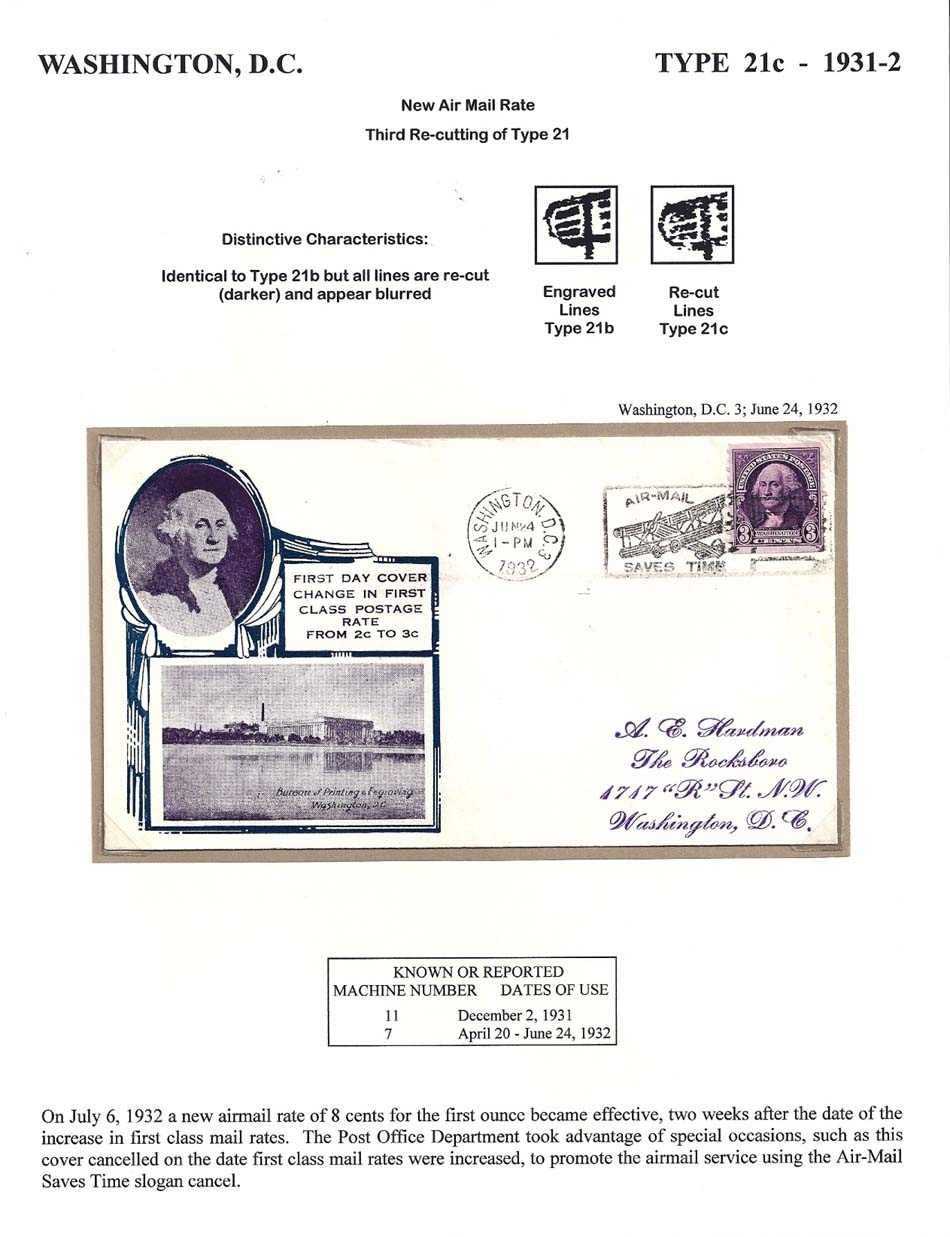 WASHINGTON, D.C. TYPE 21c - 1931-2
New Air Mail Rate
Third Re-cutting of Type 21
Distinctive Characteristics:
Identical to Type 21b but all lines are re-cut
(darker) and appear blurred
Engraved
Lines
Type 21b
Re-cut
Lines
Type 21c
Washington, D.C. 3; June 24, 1932
WASHINGTON, D.C. 3
JUN 24
1-PM
1932
AIR-MAIL
SAVES TIME
UNITED STATES POSTAGE
3 WASHINGTON 3
CENTS
FIRST DAY COVER
CHANGE IN FIRST
CLASS POSTAGE
RATE
FROM 2c TO 3c
Bureau of Printing & Engraving
Washington, D.C.
A. E. Hardman
The Rocksboro
1717 "R" St. N.W.
Washington, D. C.
KNOWN OR REPORTED
MACHINE NUMBER DATES OF USE
11 December 2, 1931
7 April 20 - June 24, 1932
On July 6, 1932 a new airmail rate of 8 cents for the first ounce became effective, two weeks after the date of the
increase in first class mail rates. The Post Office Department took advantage of special occasions, such as this
cover cancelled on the date first class mail rates were increased, to promote the airmail service using the Air-Mail
Saves Time slogan cancel.